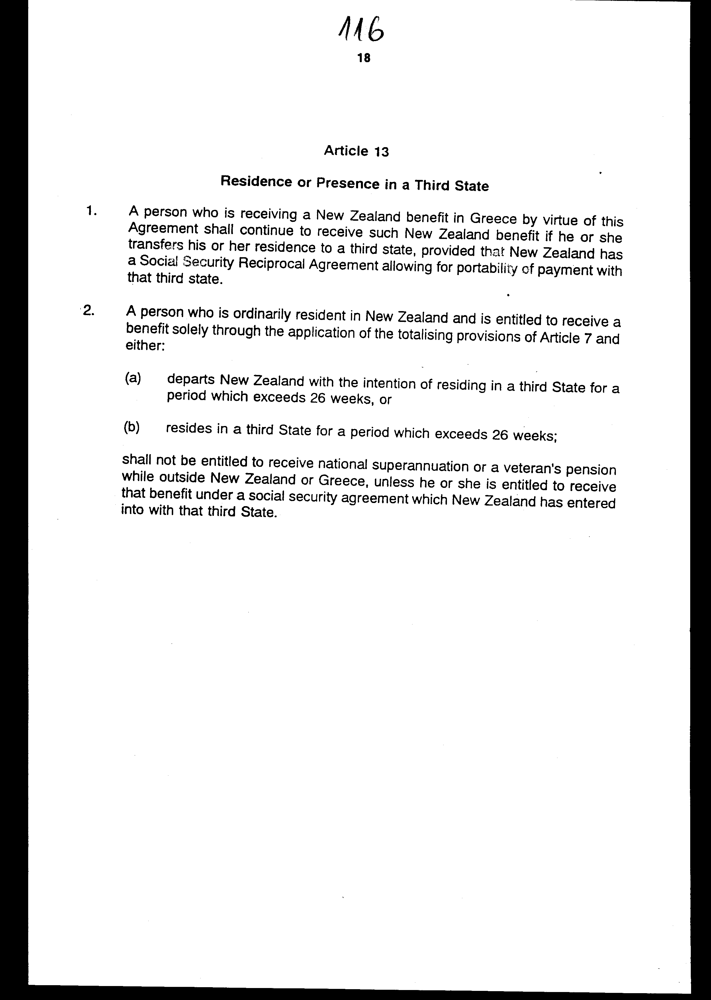 116
18
Article 13
Residence or Presence in a Third State
1. A person who is receiving a New Zealand benefit in Greece by virtue of this
Agreement shall continue to receive such New Zealand benefit if he or she
transfers his or her residence to a third state, provided that New Zealand has
a Social Security Reciprocal Agreement allowing for portability of payment with
that third state.
2. A person who is ordinarily resident in New Zealand and is entitled to receive a
benefit solely through the application of the totalising provisions of Article 7 and
either:
(a) departs New Zealand with the intention of residing in a third State for a
period which exceeds 26 weeks, or
(b) resides in a third State for a period which exceeds 26 weeks;
shall not be entitled to receive national superannuation or a veteran's pension
while outside New Zealand or Greece, unless he or she is entitled to receive
that benefit under a social security agreement which New Zealand has entered
into with that third State.